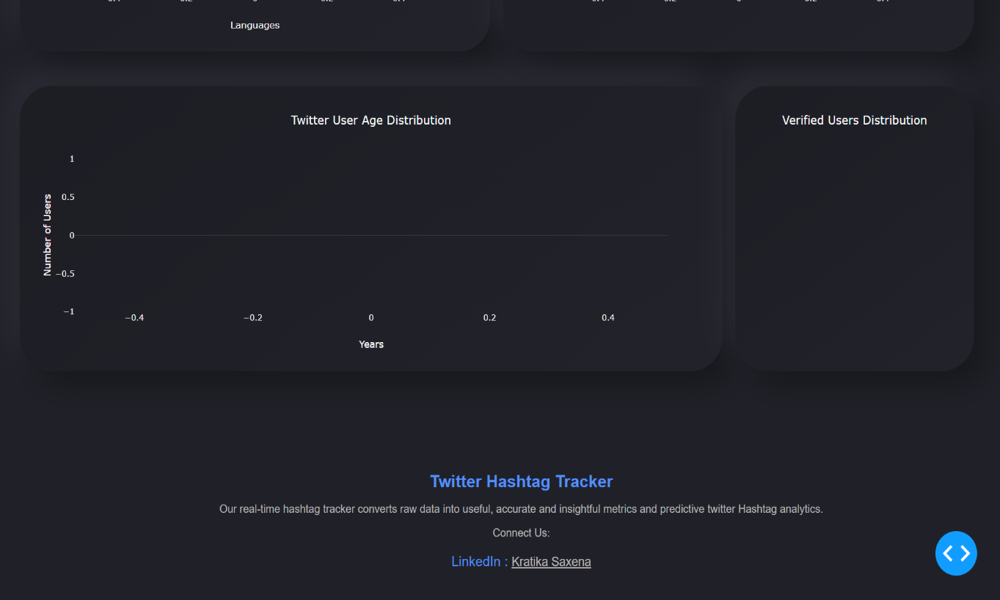 Languages
Twitter User Age Distribution
Verified Users Distribution
1
0.5
0
−0.5
−1
Number of Users
−0.4 −0.2 0 0.2 0.4
Years
Twitter Hashtag Tracker
Our real-time hashtag tracker converts raw data into useful, accurate and insightful metrics and predictive twitter Hashtag analytics.
Connect Us:
LinkedIn : Kratika Saxena